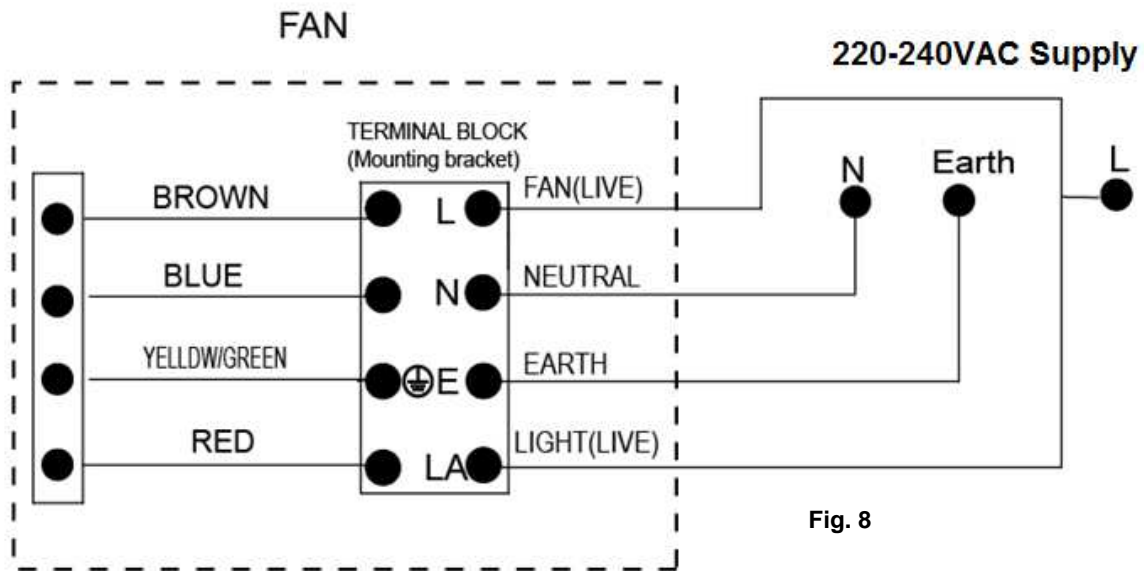 FAN
220-240VAC Supply
TERMINAL BLOCK
(Mounting bracket)
BROWN
L
FAN(LIVE)
N
Earth
L
BLUE
N
NEUTRAL
YELLDW/GREEN
E
EARTH
RED
LA
LIGHT(LIVE)
Fig. 8